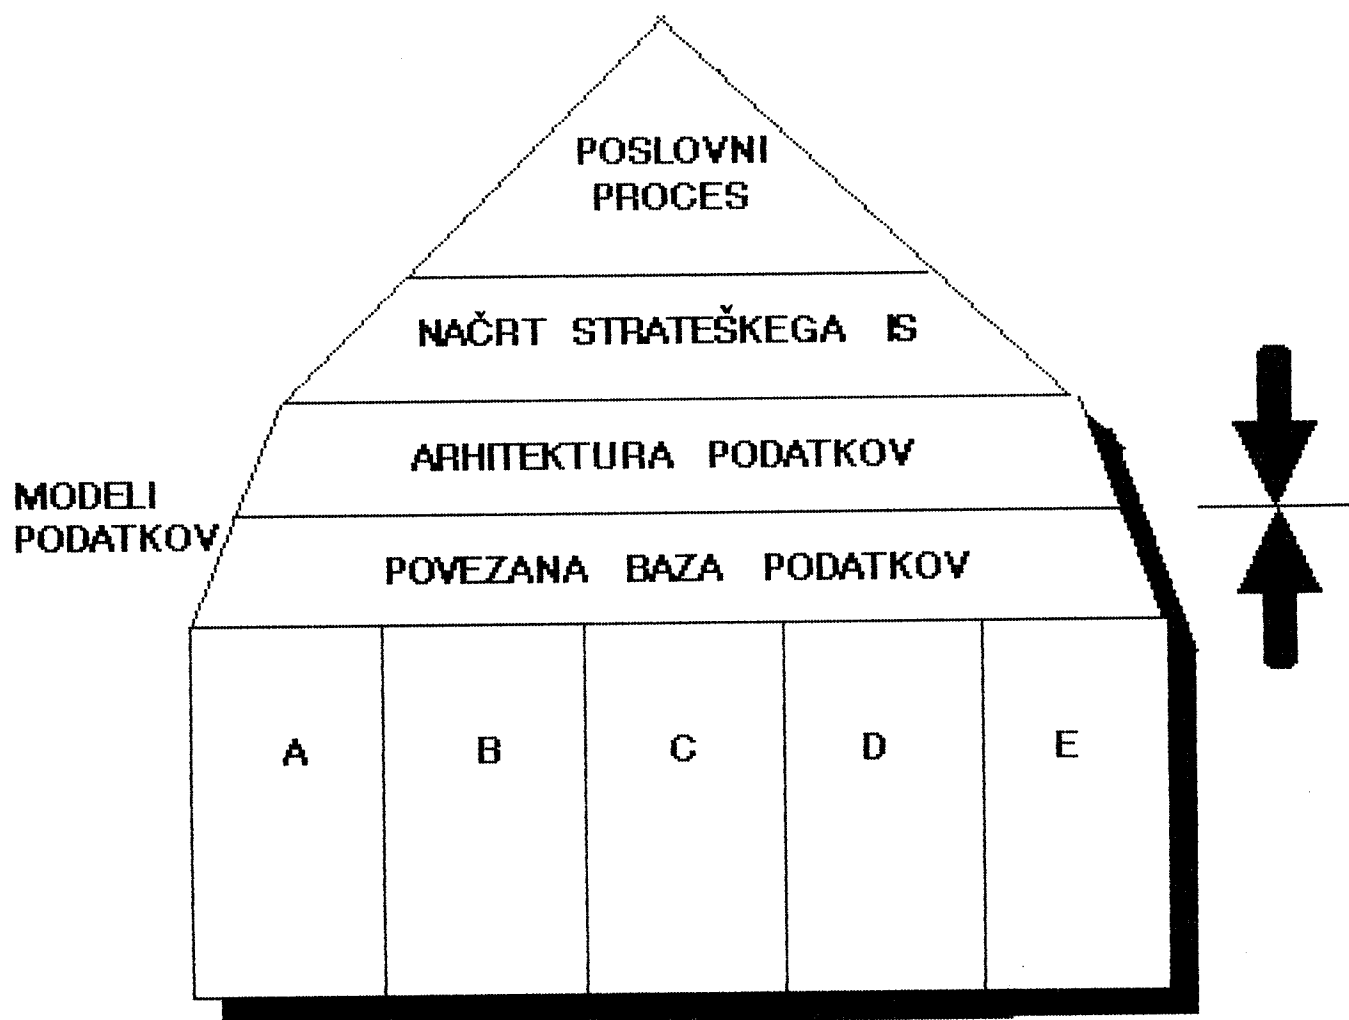 POSLOVNI
PROCES
NAČRT STRATEŠKEGA IS
ARHITEKTURA PODATKOV
MODELI
PODATKOV
POVEZANA BAZA PODATKOV
A B C D E